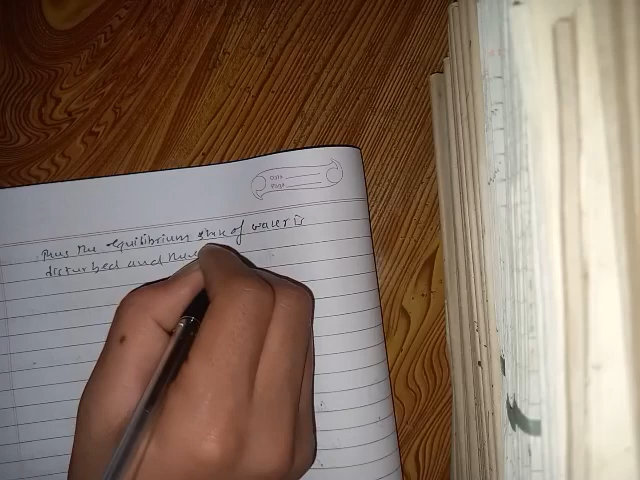 Thus the equilibrium state of water is
disturbed and